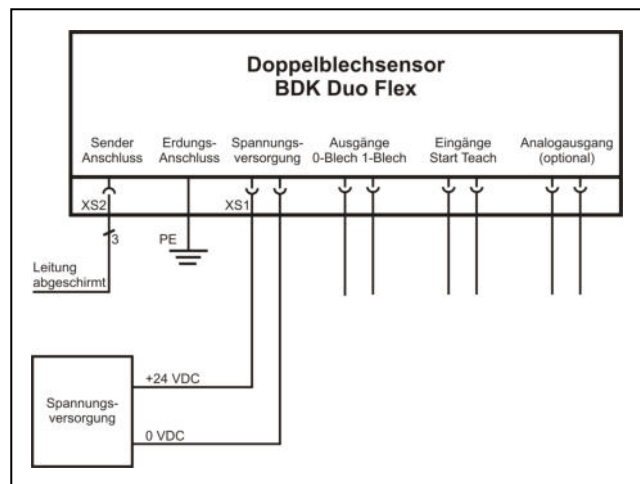 Doppelblechsensor
BDK Duo Flex
Sender
Anschluss
Erdungs-
Anschluss
Spannungs-
versorgung
Ausgänge
0-Blech 1-Blech
Eingänge
Start Teach
Analogausgang
(optional)
XS2
XS1
3
PE
Leitung
abgeschirmt
+24 VDC
Spannungs-
versorgung
0 VDC